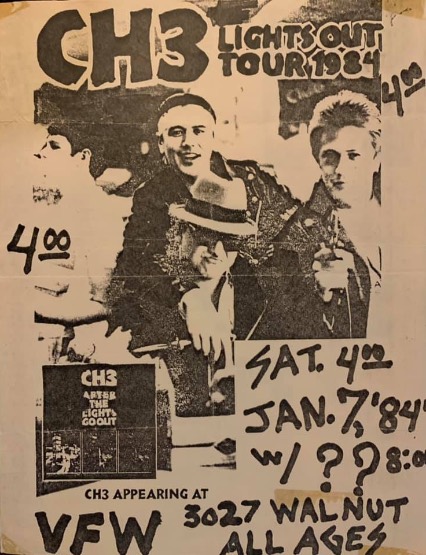 CH3
LIGHTS OUT
TOUR 1984
400
400
SAT. 400
JAN. 7, '84
W/ ? ? 8:0
CH3
AFTER
THE
LIGHTS
GO OUT
CH3 APPEARING AT
VFW 3027 WALNUT
ALL AGES